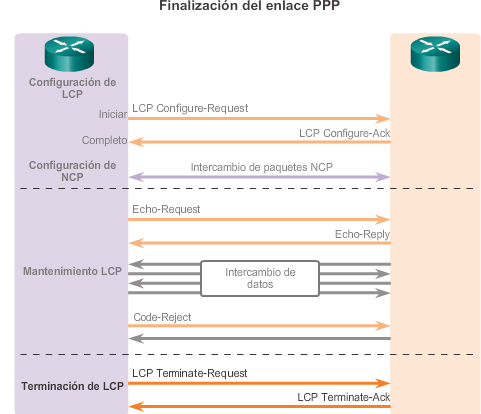 Finalización del enlace PPP
Configuración de
LCP
Iniciar
LCP Configure-Request
Completo
LCP Configure-Ack
Configuración de
NCP
Intercambio de paquetes NCP
Echo-Request
Echo-Reply
Mantenimiento LCP
Intercambio de
datos
Code-Reject
Terminación de LCP
LCP Terminate-Request
LCP Terminate-Ack